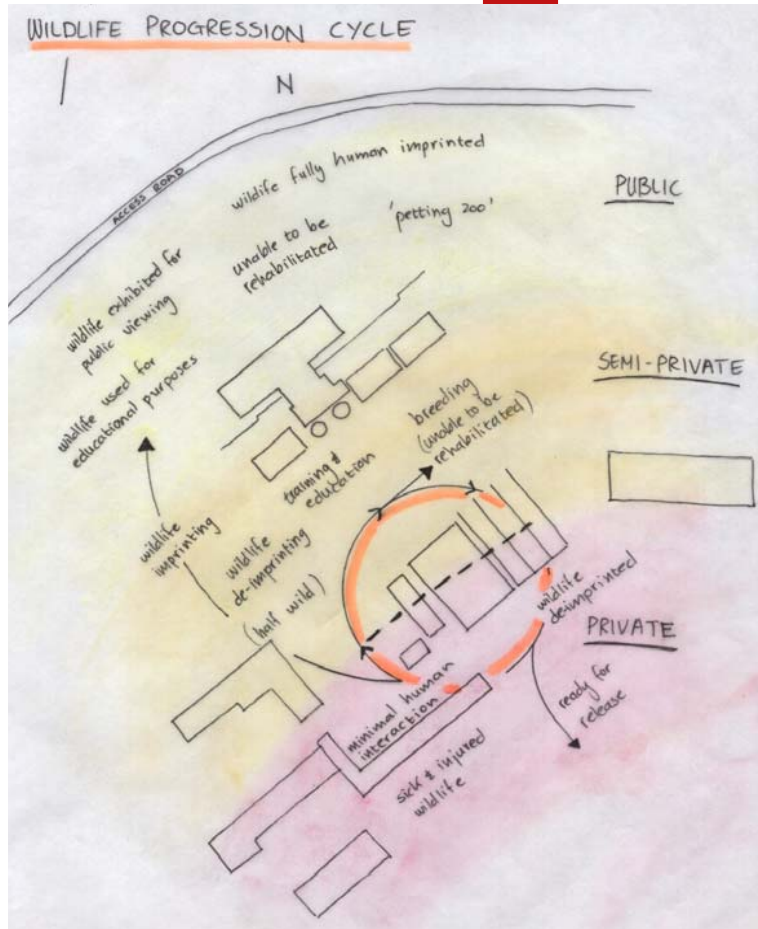 WILDLIFE PROGRESSION CYCLE
N
ACCESS ROAD
wildife fully human imprinted
PUBLIC
unable to be
rehabilitated
'petting zoo'
wildlife exhibited for
public viewing
wildlife used for
educational purposes
SEMI-PRIVATE
breeding
(unable to be
rehabilitated)
training &
education
wildlife
imprinting
wildlife
de-imprinting
(half wild)
wildlife
deimprinted
PRIVATE
minimal human
interaction
ready for
release
sick & injured
wildlife